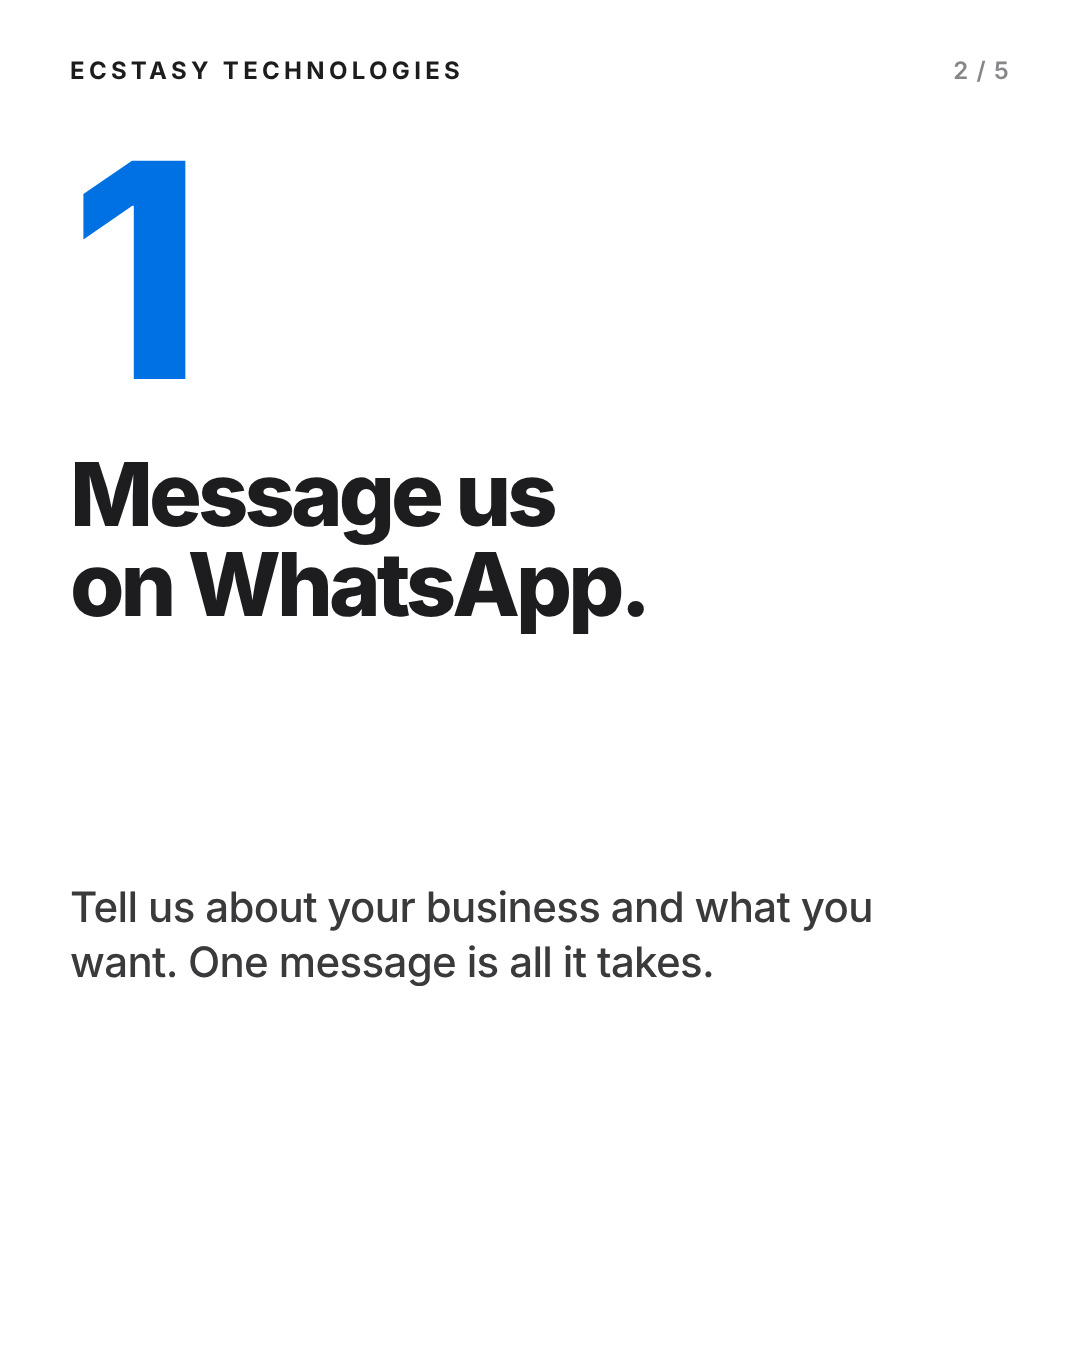 ECSTASY TECHNOLOGIES
2 / 5
1
Message us
on WhatsApp.
Tell us about your business and what you
want. One message is all it takes.